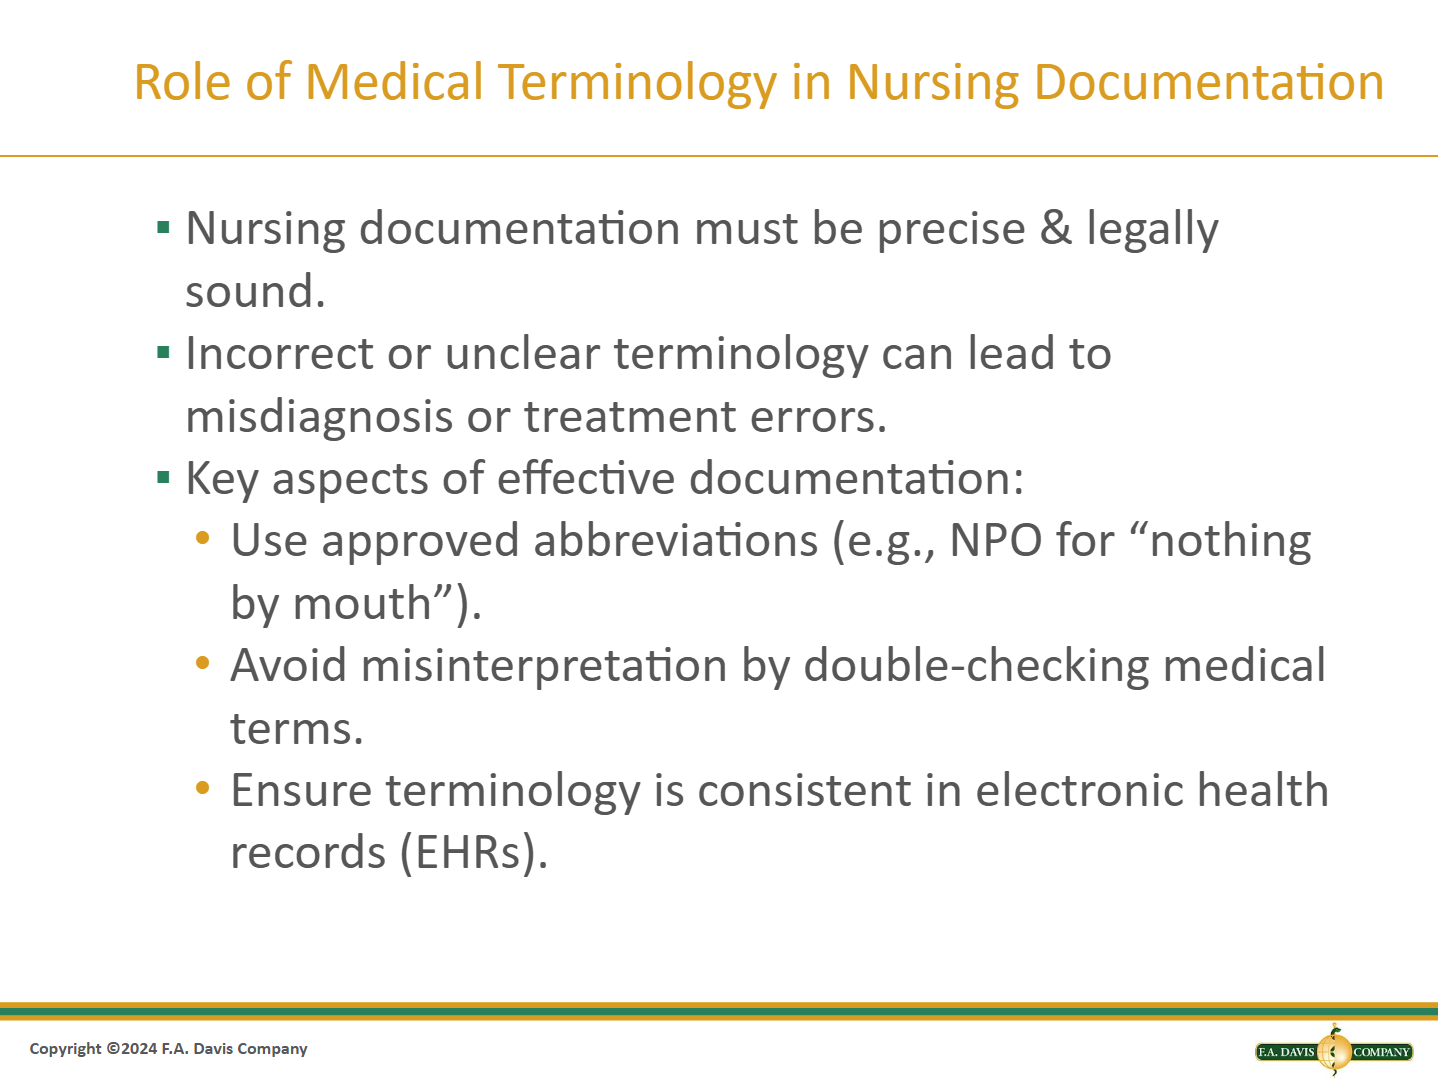 Role of Medical Terminology in Nursing Documentation
▪ Nursing documentation must be precise & legally
sound.
▪ Incorrect or unclear terminology can lead to
misdiagnosis or treatment errors.
▪ Key aspects of effective documentation:
• Use approved abbreviations (e.g., NPO for “nothing
by mouth”).
• Avoid misinterpretation by double-checking medical
terms.
• Ensure terminology is consistent in electronic health
records (EHRs).
Copyright ©2024 F.A. Davis Company
F.A. DAVIS COMPANY